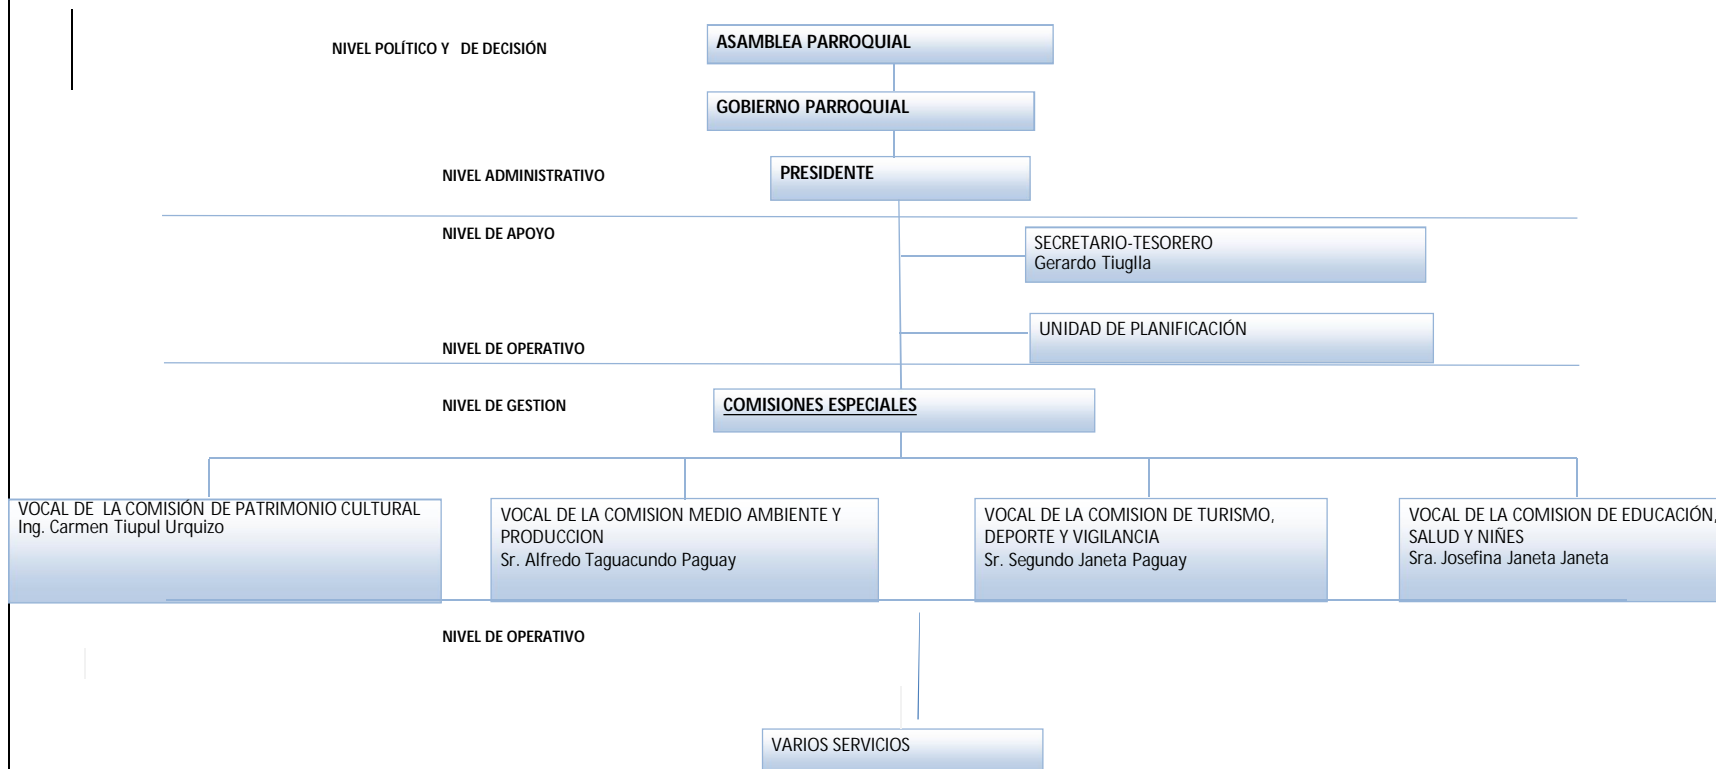 NIVEL POLÍTICO Y DE DECISIÓN
ASAMBLEA PARROQUIAL
GOBIERNO PARROQUIAL
NIVEL ADMINISTRATIVO
PRESIDENTE
NIVEL DE APOYO
SECRETARIO-TESORERO
Gerardo Tiuglla
UNIDAD DE PLANIFICACIÓN
NIVEL DE OPERATIVO
NIVEL DE GESTION
COMISIONES ESPECIALES
VOCAL DE LA COMISIÓN DE PATRIMONIO CULTURAL
Ing. Carmen Tiupul Urquizo
VOCAL DE LA COMISION MEDIO AMBIENTE Y
PRODUCCION
Sr. Alfredo Taguacundo Paguay
VOCAL DE LA COMISION DE TURISMO,
DEPORTE Y VIGILANCIA
Sr. Segundo Janeta Paguay
VOCAL DE LA COMISION DE EDUCACIÓN,
SALUD Y NIÑES
Sra. Josefina Janeta Janeta
NIVEL DE OPERATIVO
VARIOS SERVICIOS